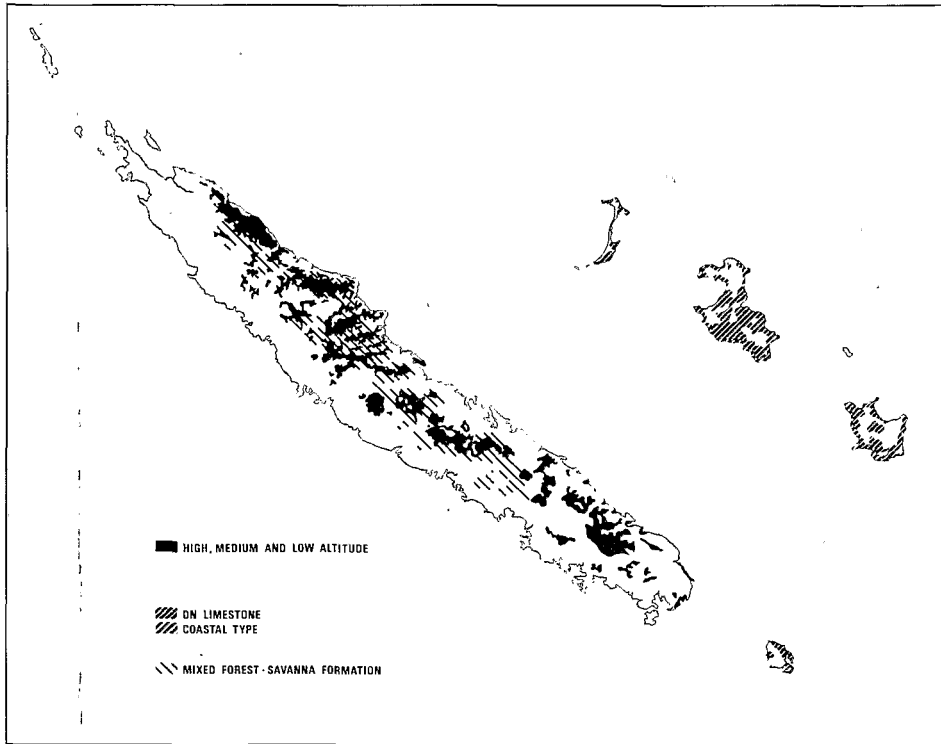 HIGH, MEDIUM AND LOW ALTITUDE
ON LIMESTONE
COASTAL TYPE
MIXED FOREST-SAVANNA FORMATION